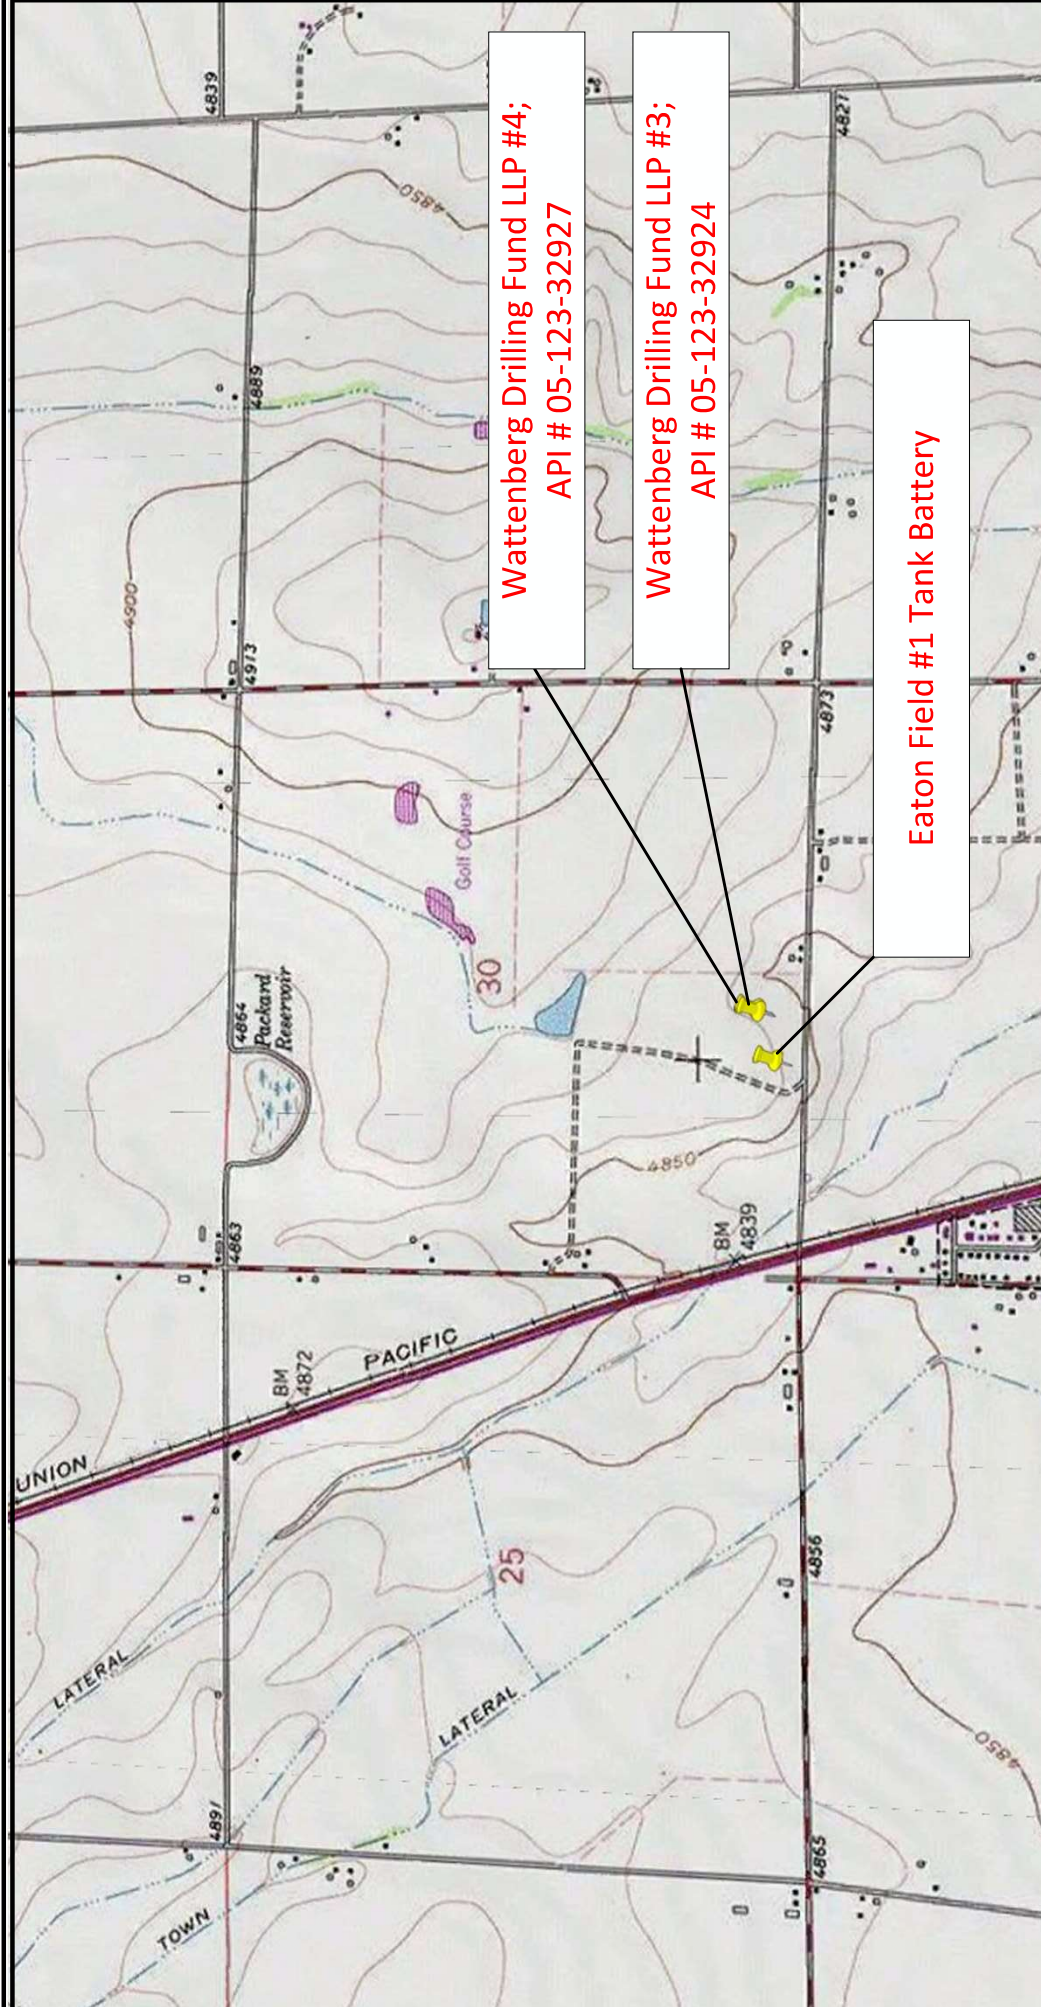 Wattenberg Drilling Fund LLP #4;
API # 05-123-32927
Wattenberg Drilling Fund LLP #3;
API # 05-123-32924
Eaton Field #1 Tank Battery
UNION
PACIFIC
LATERAL
LATERAL
TOWN
4891
4863
4864
Packard
Reservoir
4913
4889
4839
4900
4850
BM
4872
Golf Course
30
25
4850
BM
4839
4865
4856
4873
4821
4850